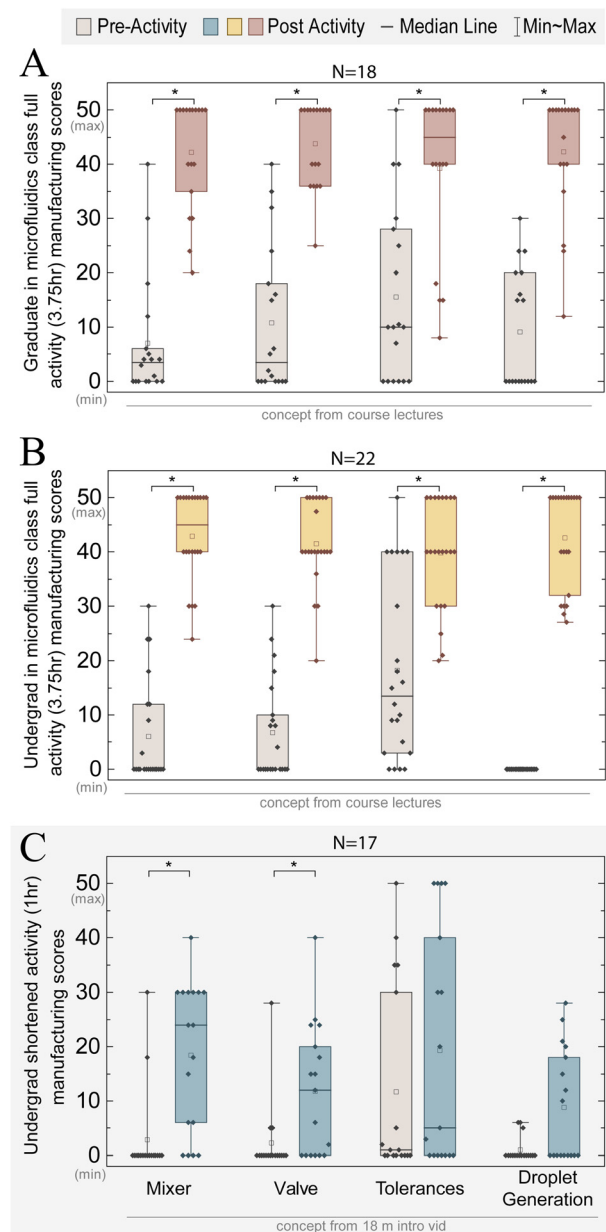 Pre-Activity Post Activity Median Line Min~Max
A
N=18
* * * *
50
(max)
40
30
20
10
0
(min)
Graduate in microfluidics class full
activity (3.75hr) manufacturing scores
concept from course lectures
B
N=22
* * * *
50
(max)
40
30
20
10
0
(min)
Undergrad in microfluidics class full
activity (3.75hr) manufacturing scores
concept from course lectures
C
N=17
* *
50
(max)
40
30
20
10
0
(min)
Undergrad shortened activity (1hr)
manufacturing scores
Mixer Valve Tolerances Droplet
Generation
concept from 18 m intro vid